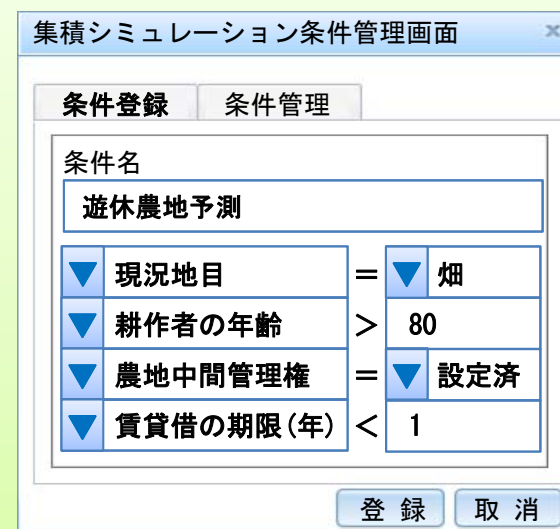 集積シミュレーション条件管理画面 ×
条件登録 条件管理
条件名
遊休農地予測
▼ 現況地目 = ▼ 畑
▼ 耕作者の年齢 > 80
▼ 農地中間管理権 = ▼ 設定済
▼ 賃貸借の期限(年) < 1
登 録 取 消